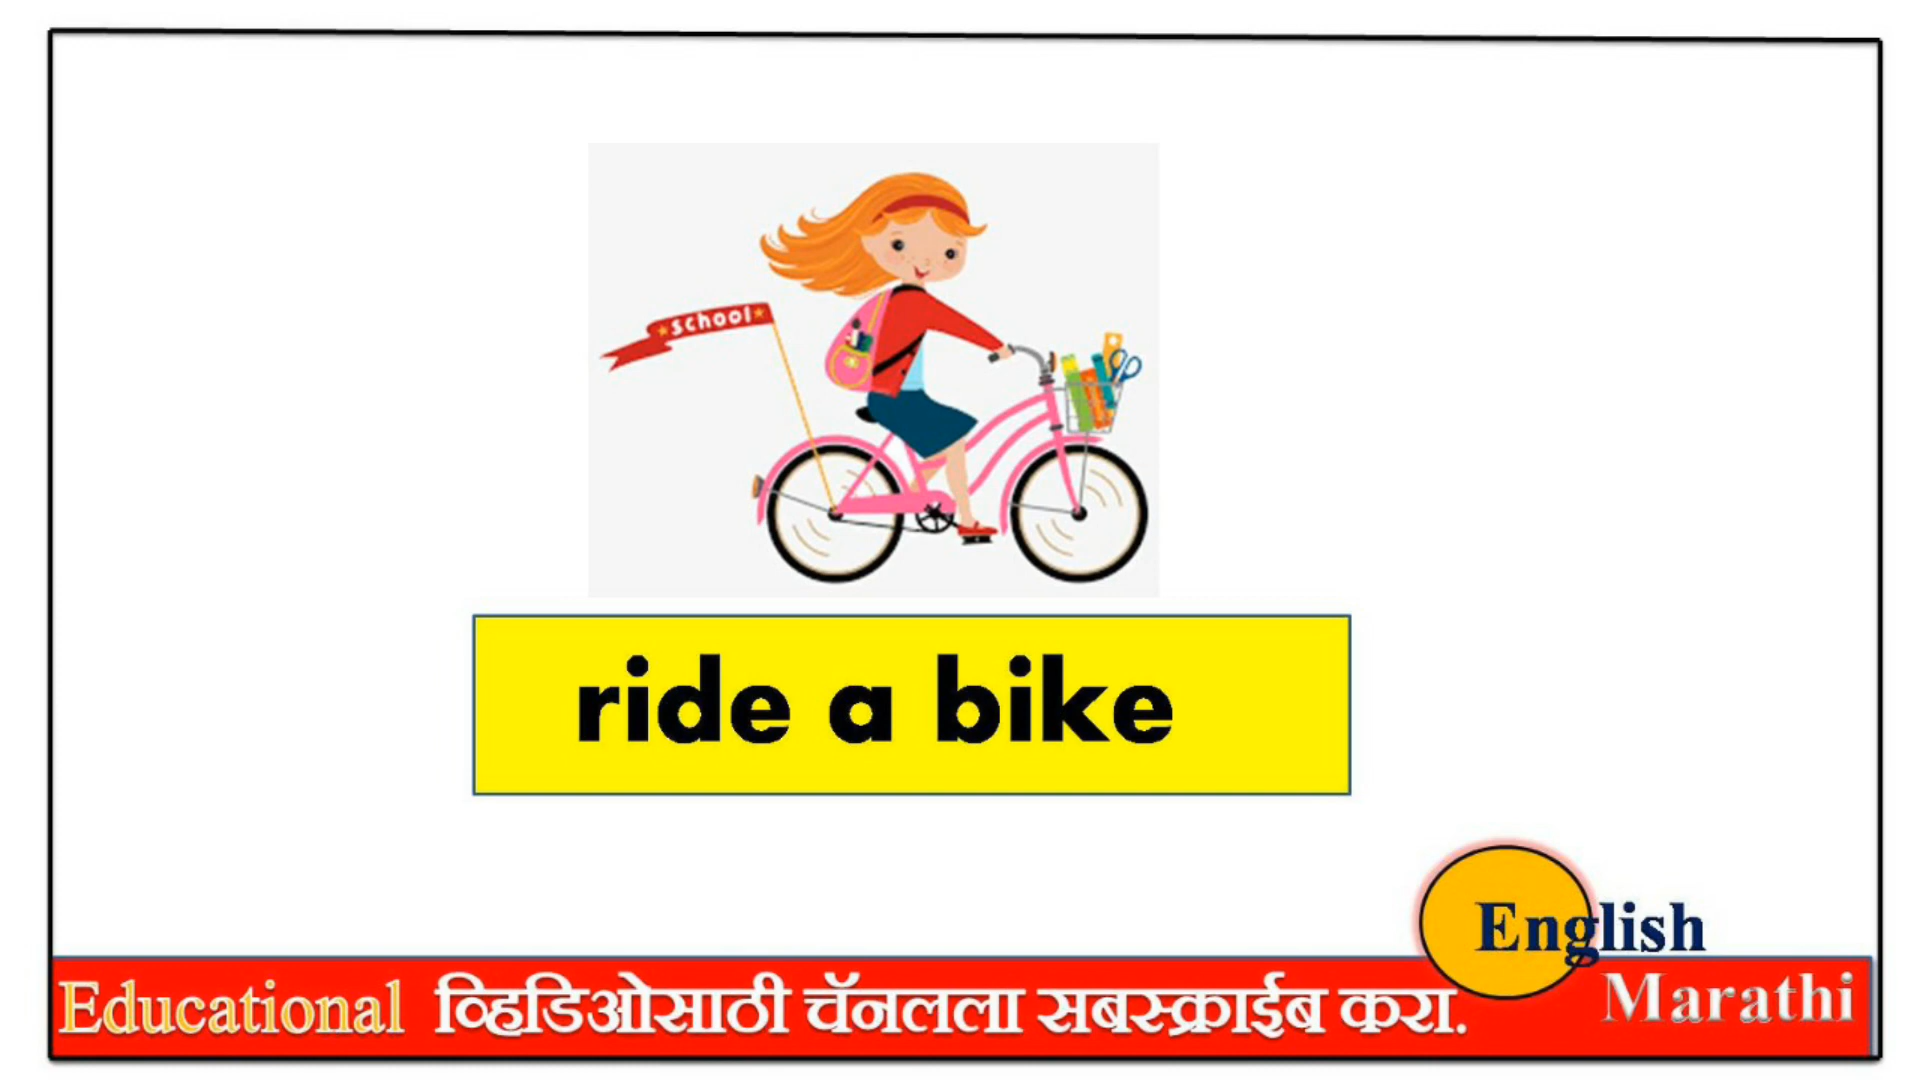 school
ride a bike
English
Educational व्हिडिओसाठी चॅनलला सबस्क्राईब करा.
Marathi